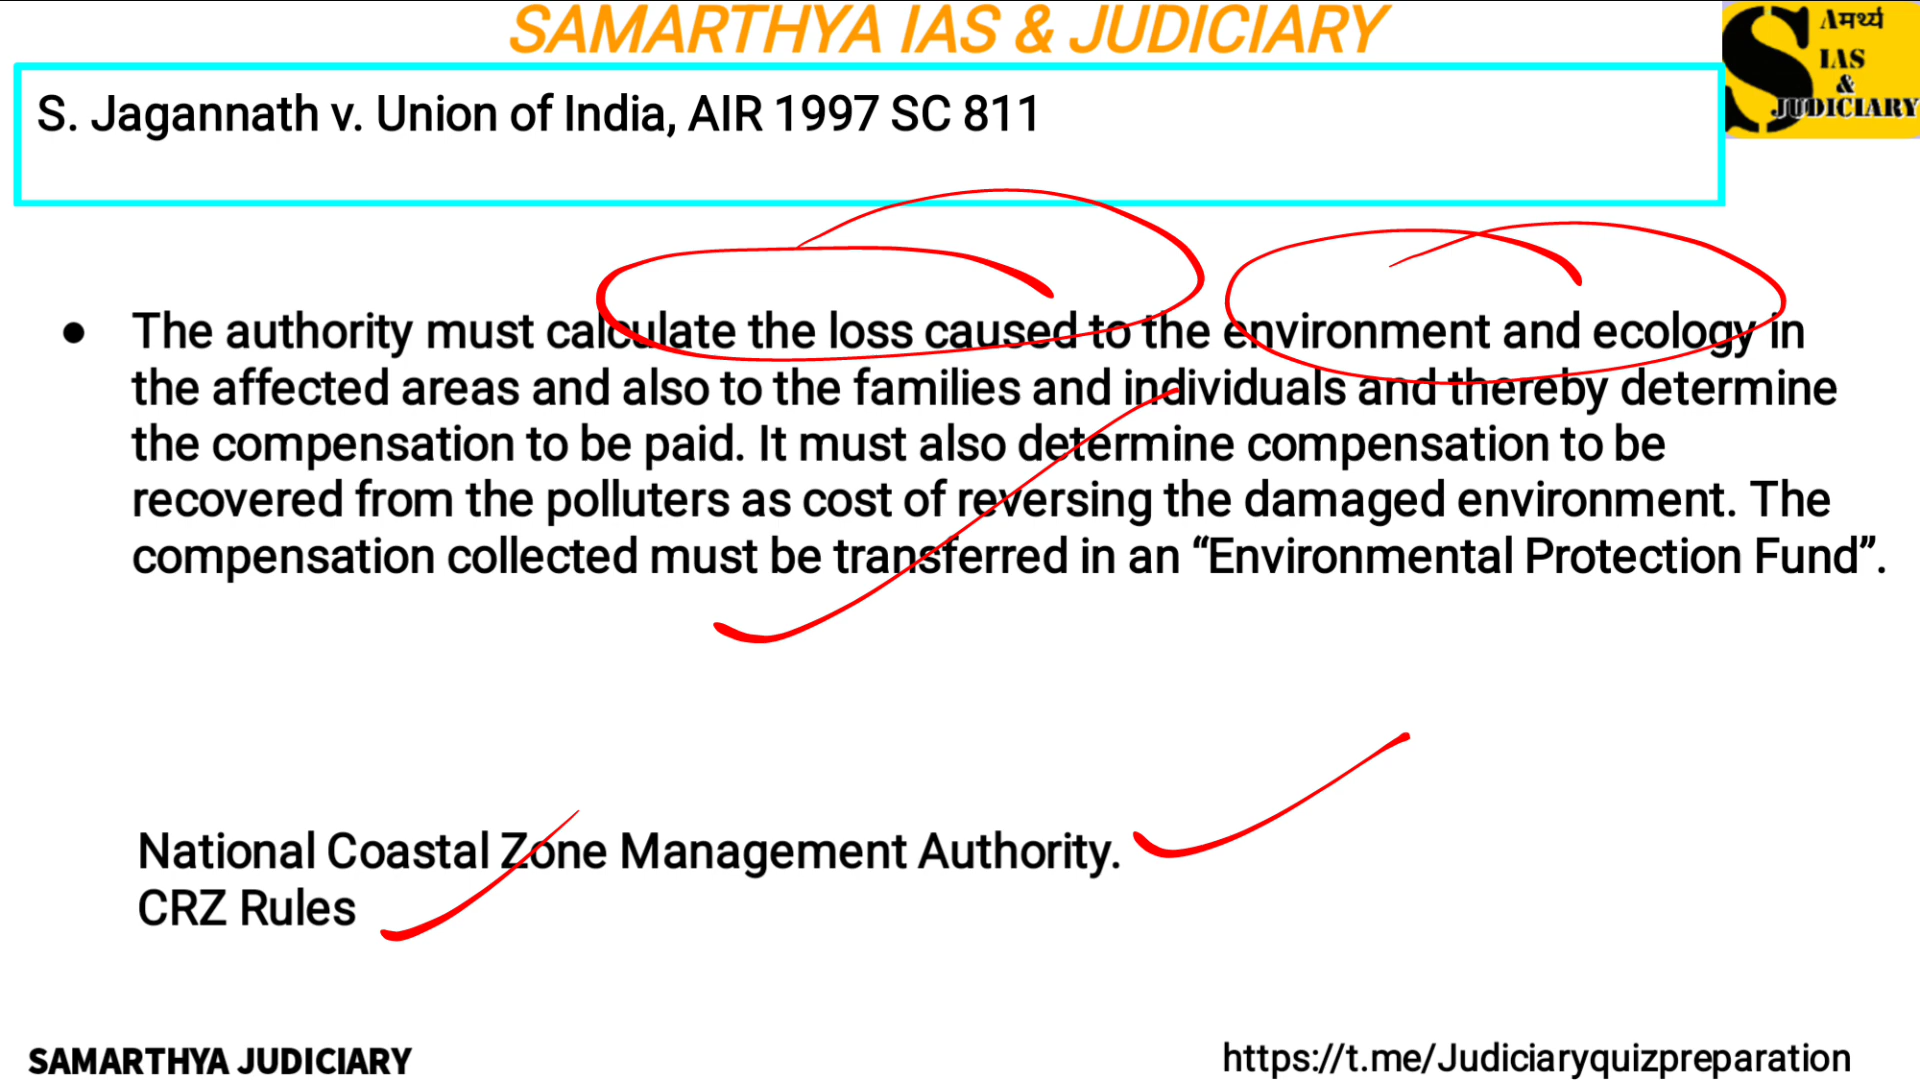 SAMARTHYA IAS & JUDICIARY
Aमर्थ्य
IAS
&
JUDICIARY
S. Jagannath v. Union of India, AIR 1997 SC 811
● The authority must calculate the loss caused to the environment and ecology in
the affected areas and also to the families and individuals and thereby determine
the compensation to be paid. It must also determine compensation to be
recovered from the polluters as cost of reversing the damaged environment. The
compensation collected must be transferred in an “Environmental Protection Fund”.
National Coastal Zone Management Authority.
CRZ Rules
SAMARTHYA JUDICIARY
https://t.me/Judiciaryquizpreparation